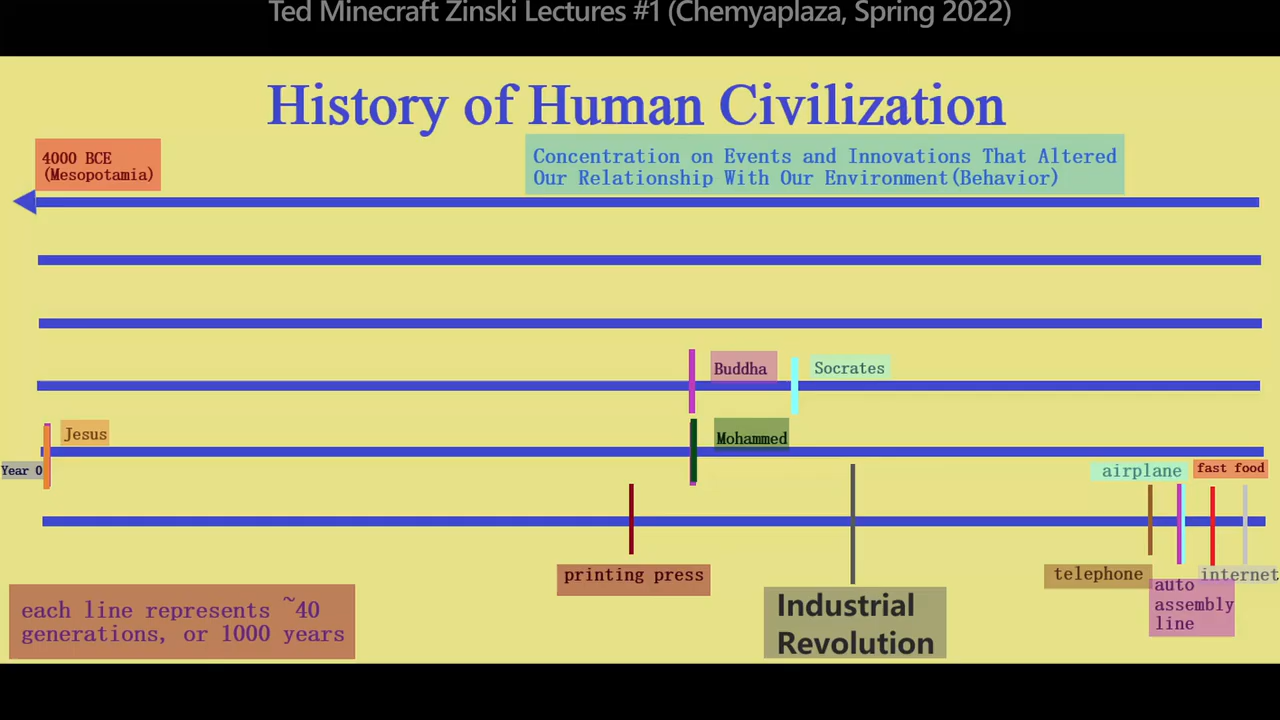 Ted Minecraft Zinski Lectures #1 (Chemyaplaza, Spring 2022)
History of Human Civilization
4000 BCE
(Mesopotamia)
Concentration on Events and Innovations That Altered
Our Relationship With Our Environment(Behavior)
Buddha
Socrates
Jesus
Mohammed
Year 0
airplane
fast food
printing press
telephone
internet
auto
assembly
line
Industrial
Revolution
each line represents ~40
generations, or 1000 years